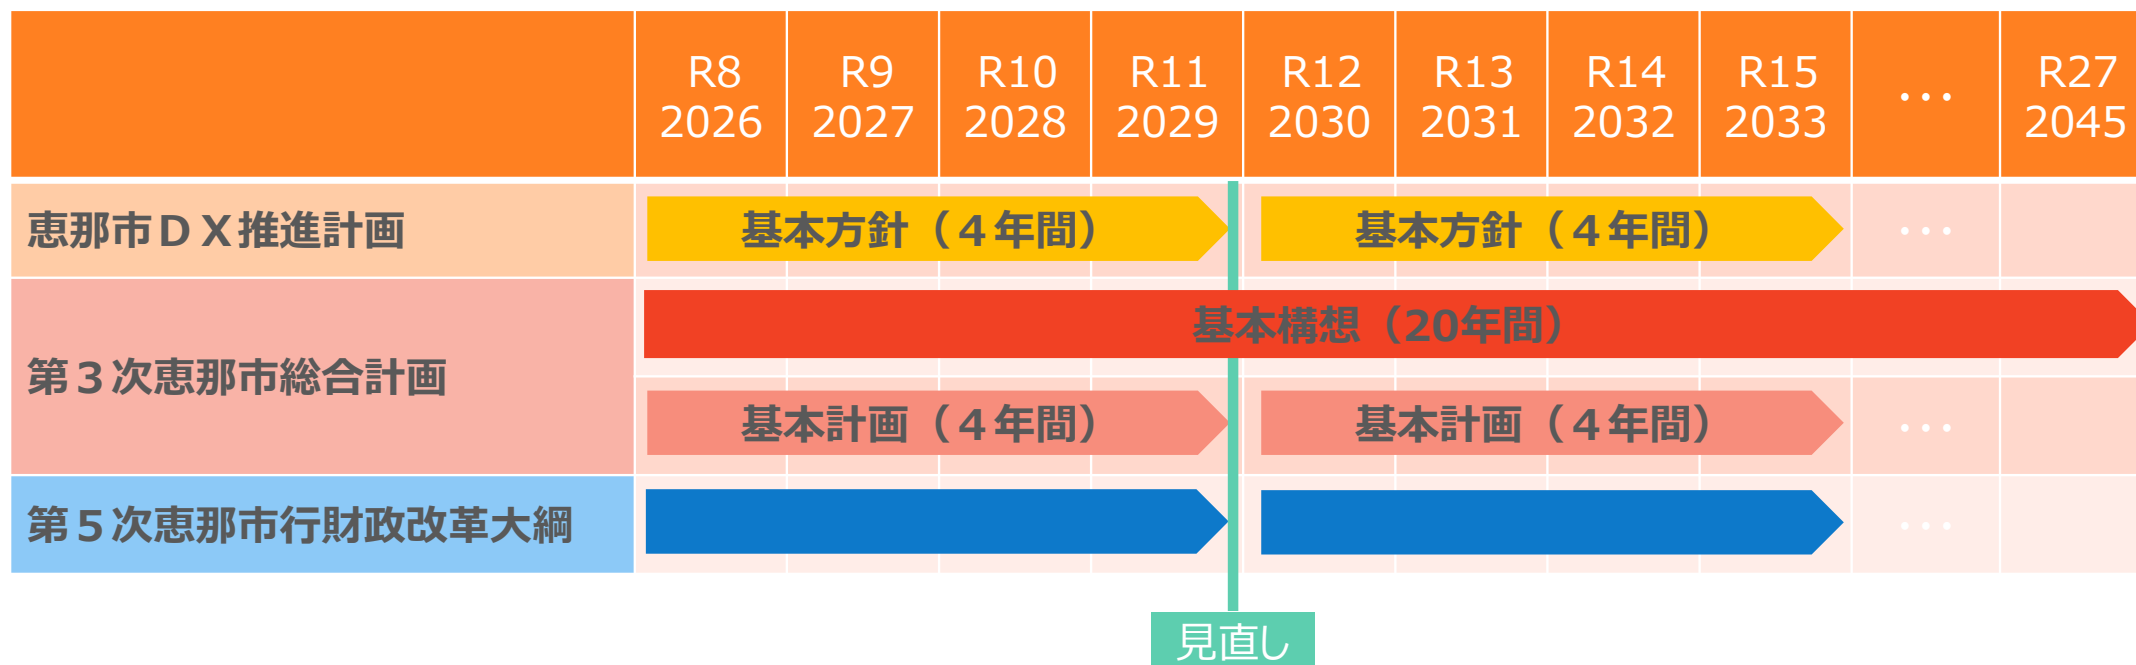 R8
2026
R9
2027
R10
2028
R11
2029
R12
2030
R13
2031
R14
2032
R15
2033
･･･
R27
2045
恵那市ＤＸ推進計画
基本方針（４年間）
基本方針（４年間）
･･･
第３次恵那市総合計画
基本構想（20年間）
基本計画（４年間）
基本計画（４年間）
･･･
第５次恵那市行財政改革大綱
･･･
見直し